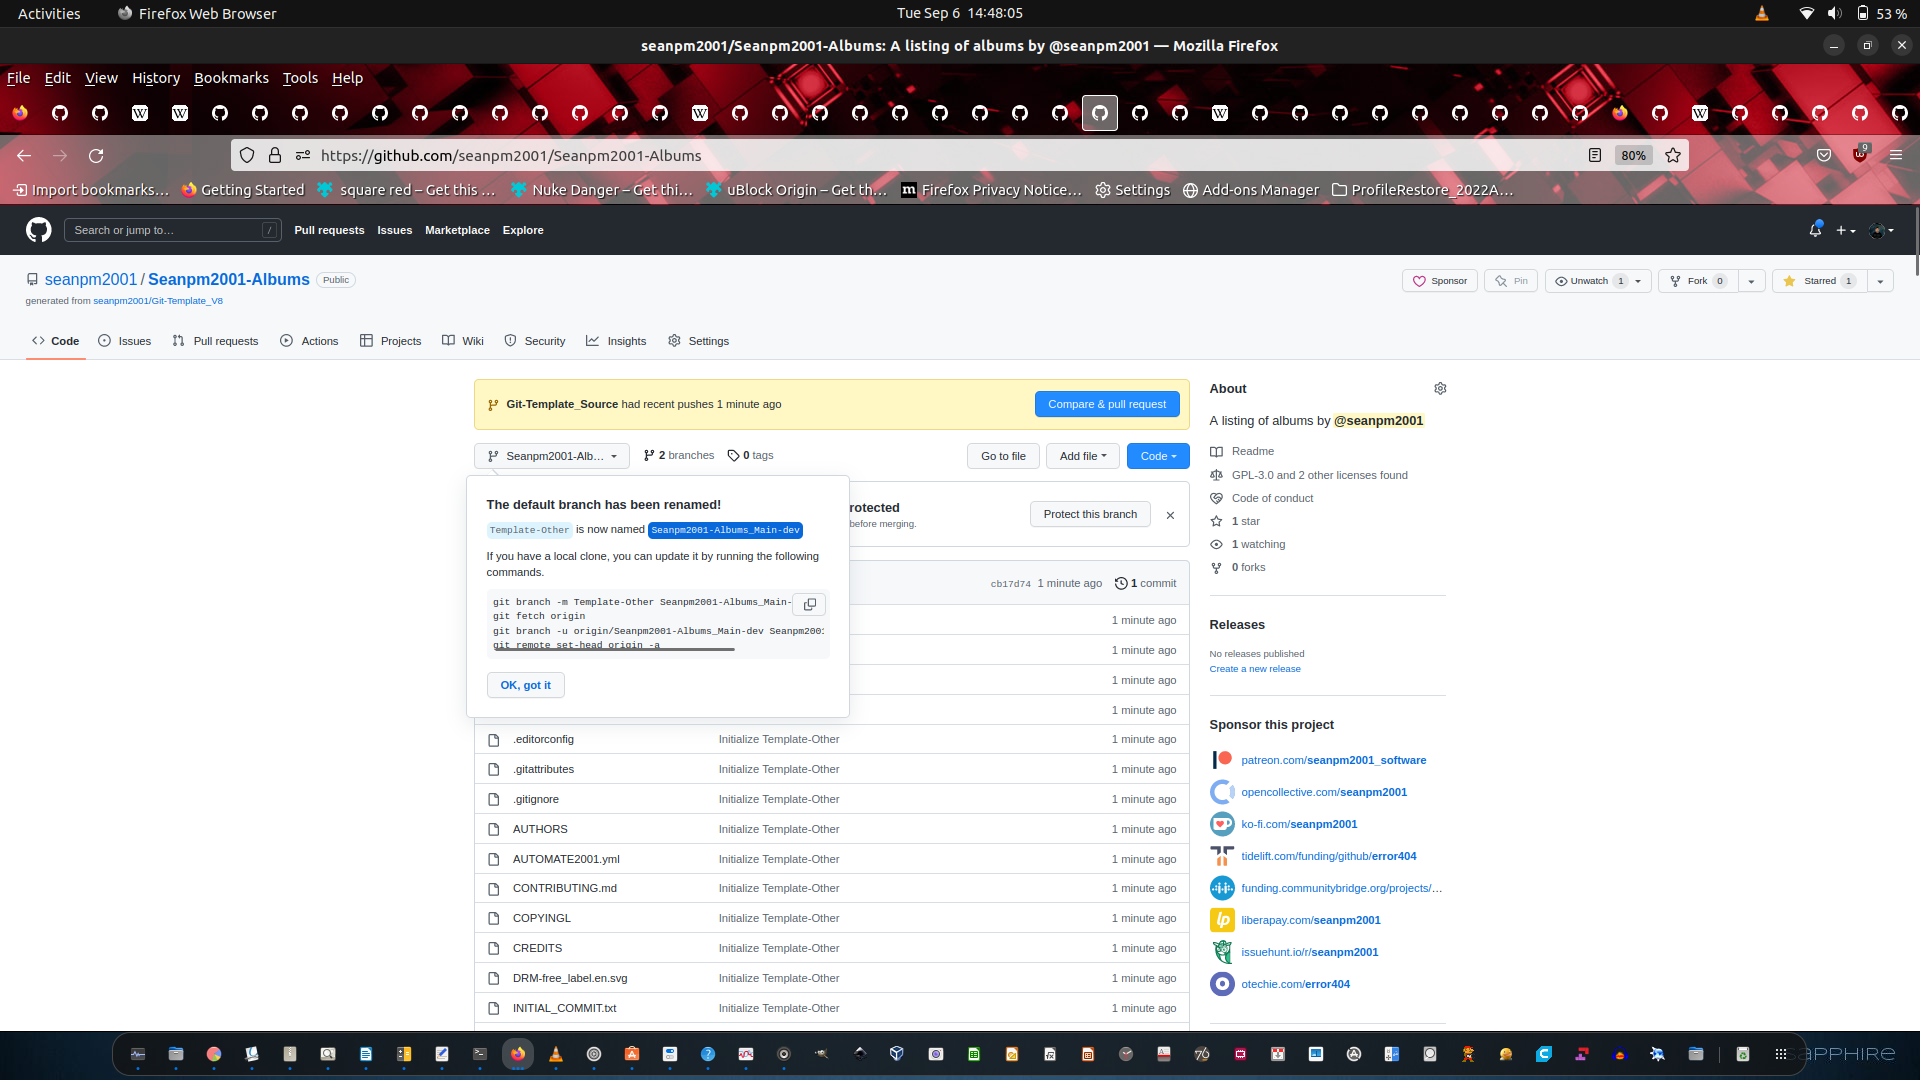 Activities
Firefox Web Browser
Tue Sep 6 14:48:05
53 %
seanpm2001/Seanpm2001-Albums: A listing of albums by @seanpm2001 — Mozilla Firefox
File Edit View History Bookmarks Tools Help
https://github.com/seanpm2001/Seanpm2001-Albums
80%
9
Import bookmarks…
Getting Started
square red – Get this …
Nuke Danger – Get thi…
uBlock Origin – Get th…
Firefox Privacy Notice…
Settings
Add-ons Manager
ProfileRestore_2022A…
Search or jump to…
/
Pull requests
Issues
Marketplace
Explore
seanpm2001 / Seanpm2001-Albums
Public
generated from seanpm2001/Git-Template_V8
Sponsor
Pin
Unwatch 1
Fork 0
Starred 1
Code
Issues
Pull requests
Actions
Projects
Wiki
Security
Insights
Settings
Git-Template_Source had recent pushes 1 minute ago
Compare & pull request
Seanpm2001-Alb…
2 branches
0 tags
Go to file
Add file
Code
The default branch has been renamed!
Template-Other is now named Seanpm2001-Albums_Main-dev
If you have a local clone, you can update it by running the following
commands.
git branch -m Template-Other Seanpm2001-Albums_Main-
git fetch origin
git branch -u origin/Seanpm2001-Albums_Main-dev Seanpm2001
git remote set-head origin -a
OK, got it
rotected
before merging.
Protect this branch
cb17d74 1 minute ago
1 commit
1 minute ago
1 minute ago
1 minute ago
1 minute ago
.editorconfig Initialize Template-Other 1 minute ago
.gitattributes Initialize Template-Other 1 minute ago
.gitignore Initialize Template-Other 1 minute ago
AUTHORS Initialize Template-Other 1 minute ago
AUTOMATE2001.yml Initialize Template-Other 1 minute ago
CONTRIBUTING.md Initialize Template-Other 1 minute ago
COPYINGL Initialize Template-Other 1 minute ago
CREDITS Initialize Template-Other 1 minute ago
DRM-free_label.en.svg Initialize Template-Other 1 minute ago
INITIAL_COMMIT.txt Initialize Template-Other 1 minute ago
About
A listing of albums by @seanpm2001
Readme
GPL-3.0 and 2 other licenses found
Code of conduct
1 star
1 watching
0 forks
Releases
No releases published
Create a new release
Sponsor this project
patreon.com/seanpm2001_software
opencollective.com/seanpm2001
ko-fi.com/seanpm2001
tidelift.com/funding/github/error404
funding.communitybridge.org/projects/…
liberapay.com/seanpm2001
issuehunt.io/r/seanpm2001
otechie.com/error404
SAPPHIRE